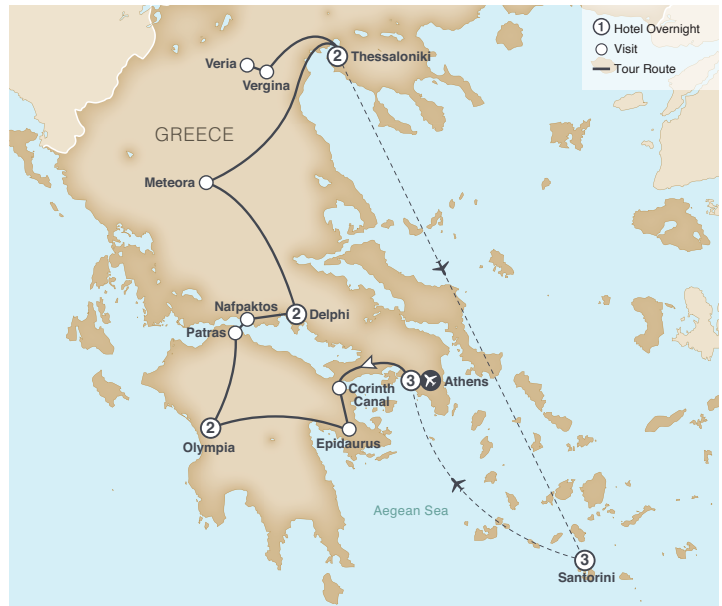 1 Hotel Overnight
Visit
Tour Route
2 Thessaloniki
Veria
Vergina
GREECE
Meteora
Nafpaktos
2 Delphi
Patras
3 Athens
Corinth
Canal
2
Olympia
Epidaurus
Aegean Sea
3
Santorini